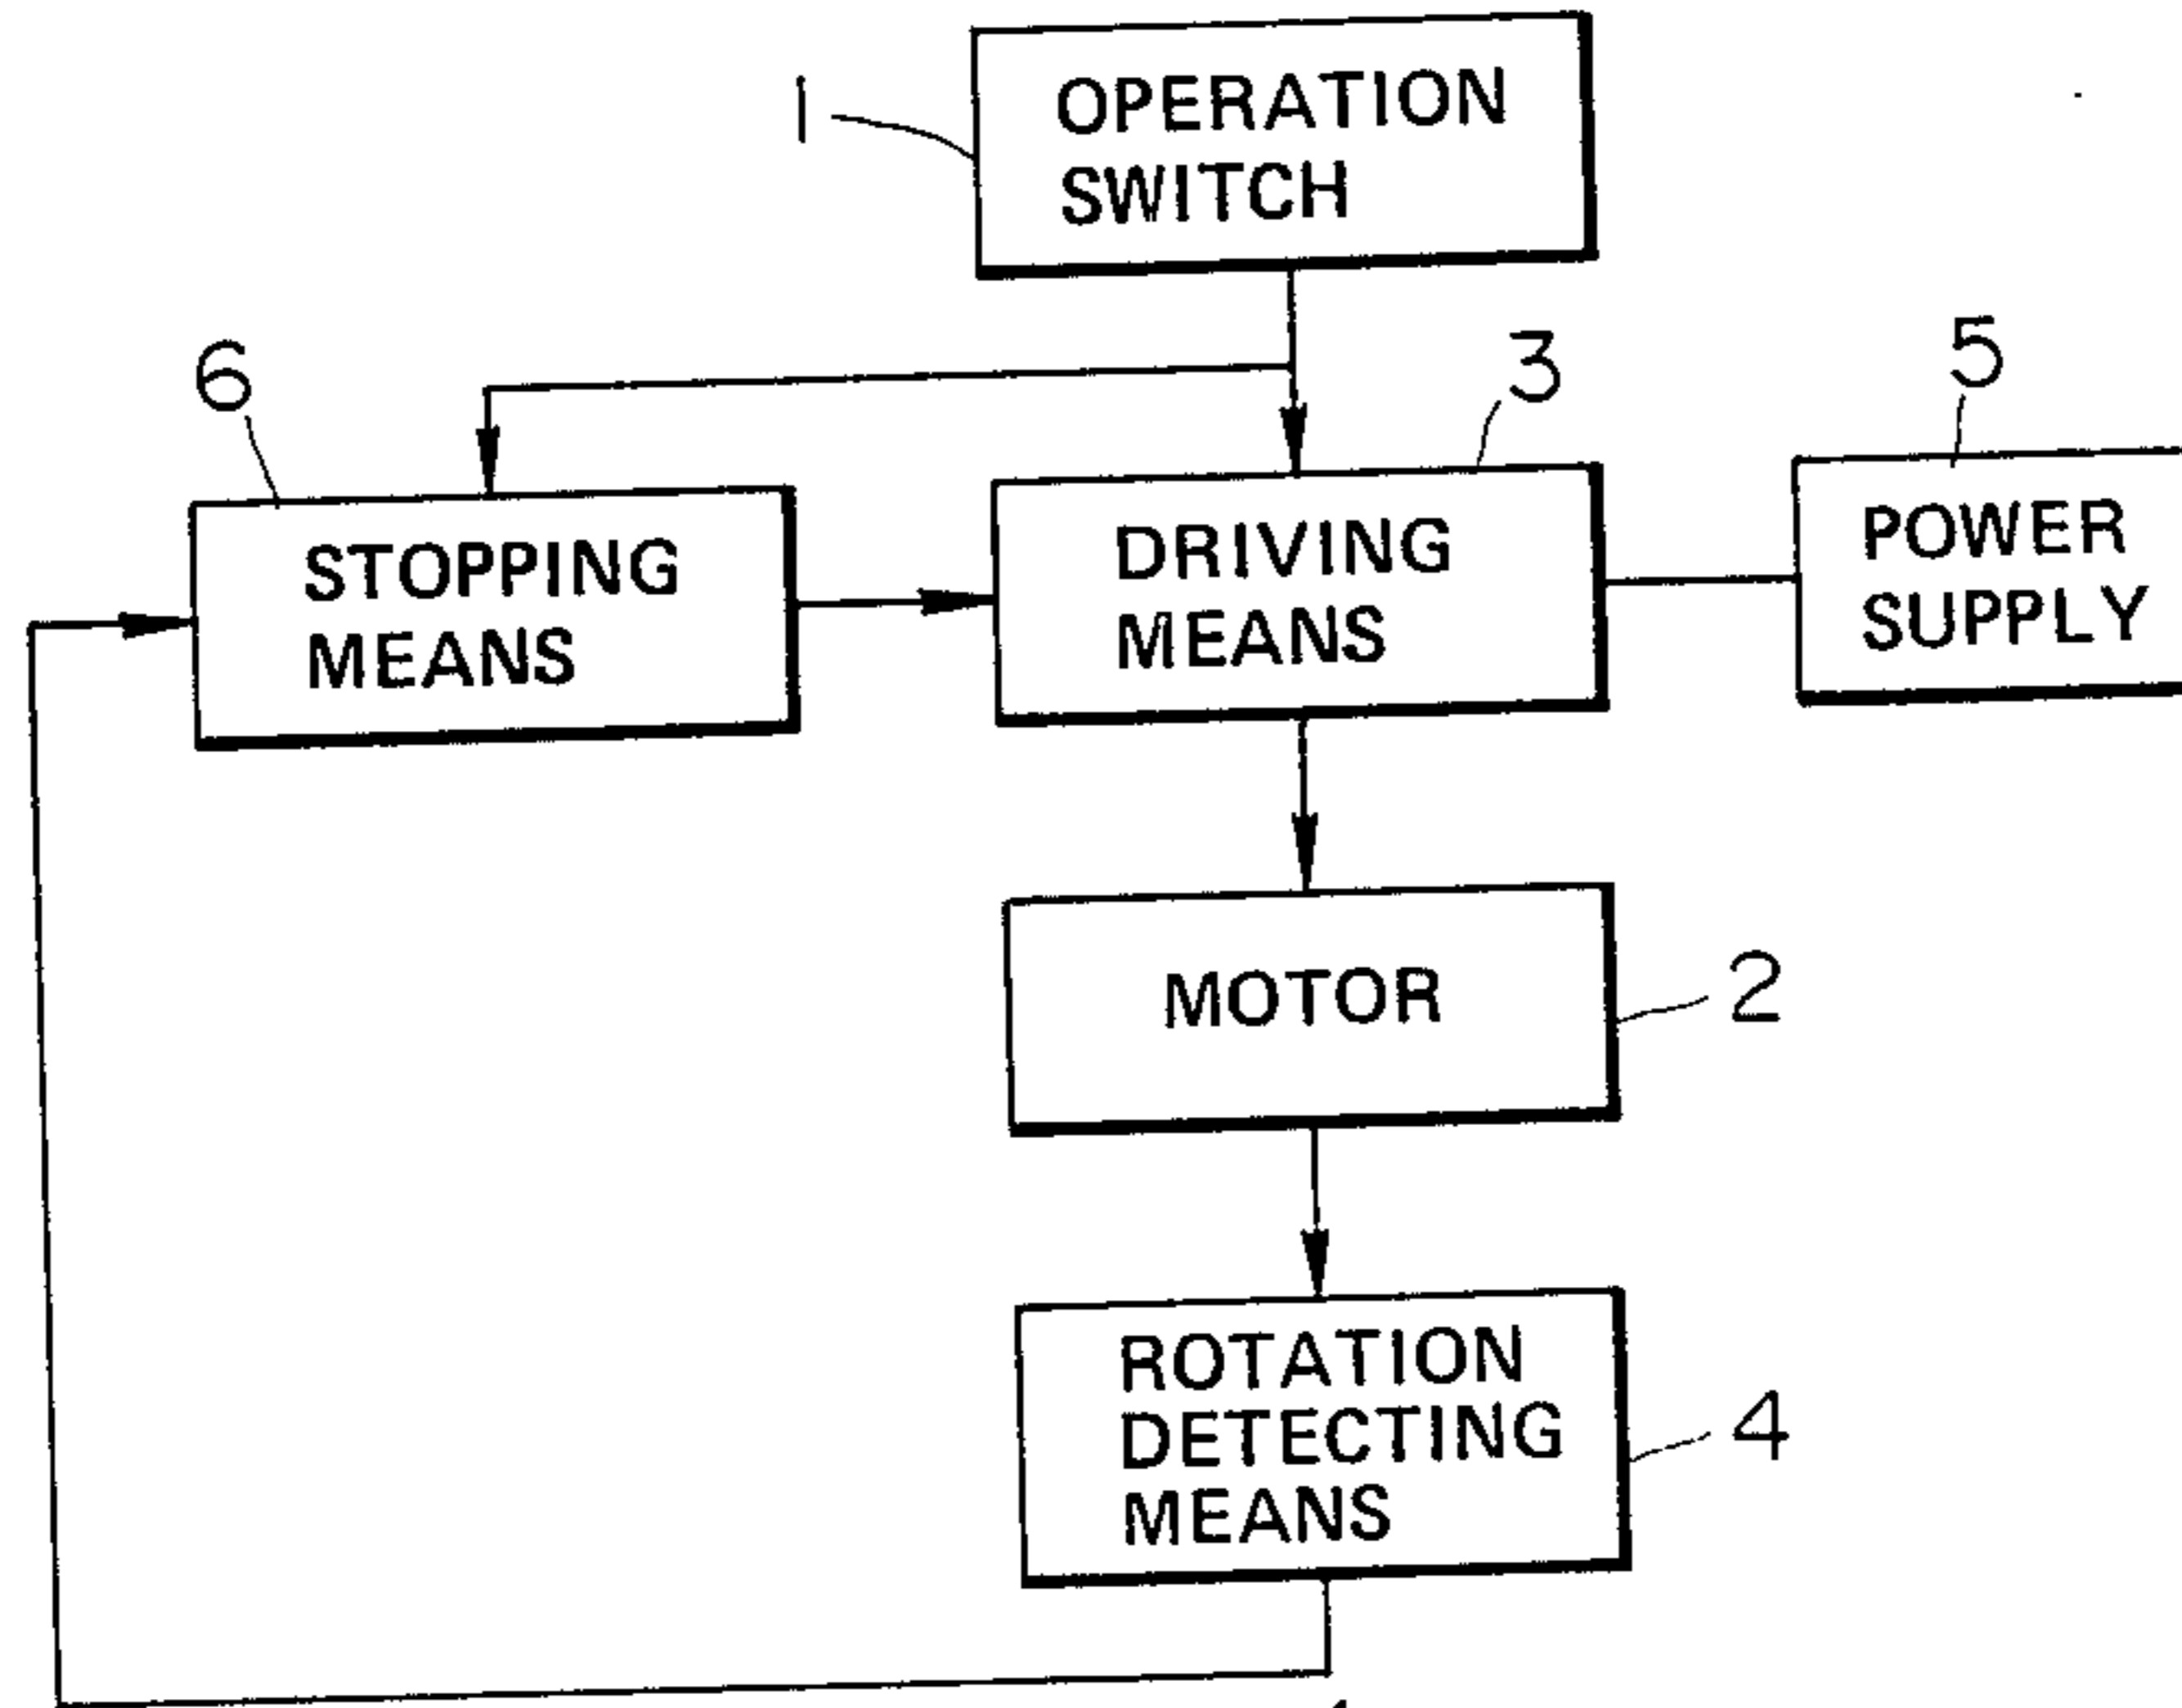 1
OPERATION
SWITCH
6
3
5
STOPPING
MEANS
DRIVING
MEANS
POWER
SUPPLY
MOTOR
2
ROTATION
DETECTING
MEANS
4